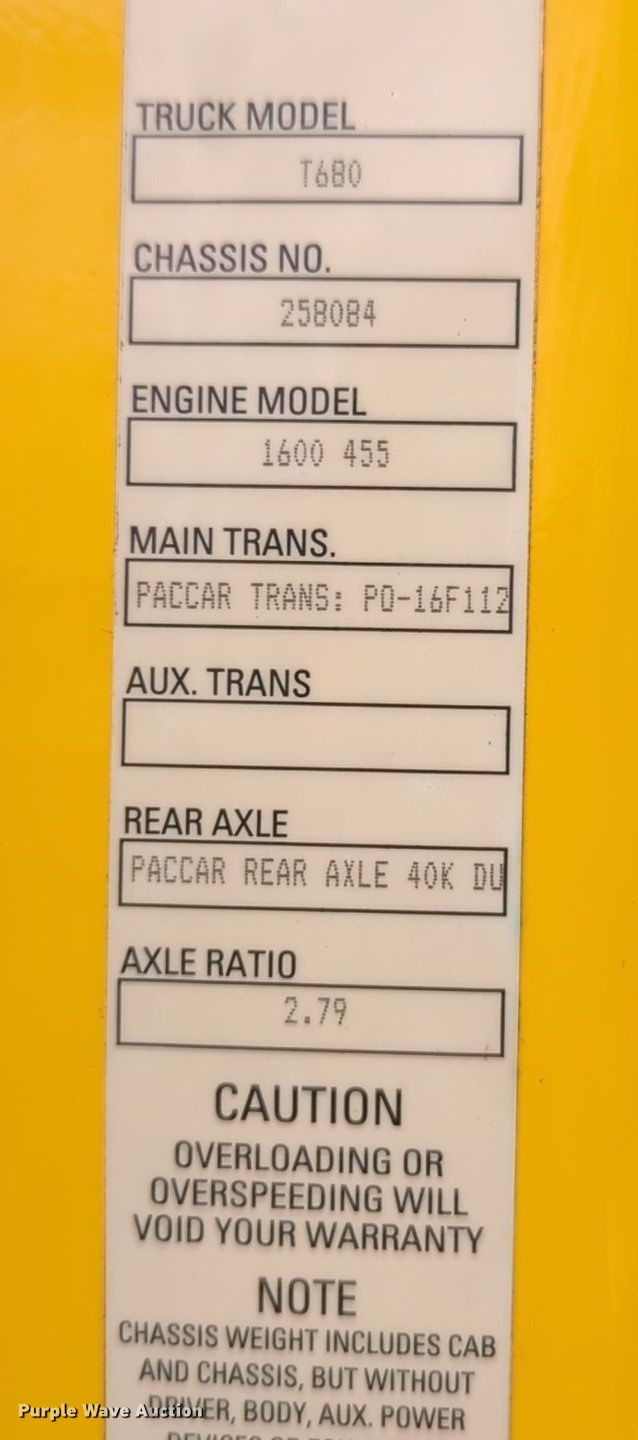 TRUCK MODEL
T680
CHASSIS NO.
258084
ENGINE MODEL
1600 455
MAIN TRANS.
PACCAR TRANS: PO-16F112
AUX. TRANS
REAR AXLE
PACCAR REAR AXLE 40K DU
AXLE RATIO
2.79
CAUTION
OVERLOADING OR
OVERSPEEDING WILL
VOID YOUR WARRANTY
NOTE
CHASSIS WEIGHT INCLUDES CAB
AND CHASSIS, BUT WITHOUT
DRIVER, BODY, AUX. POWER
Purple Wave Auction